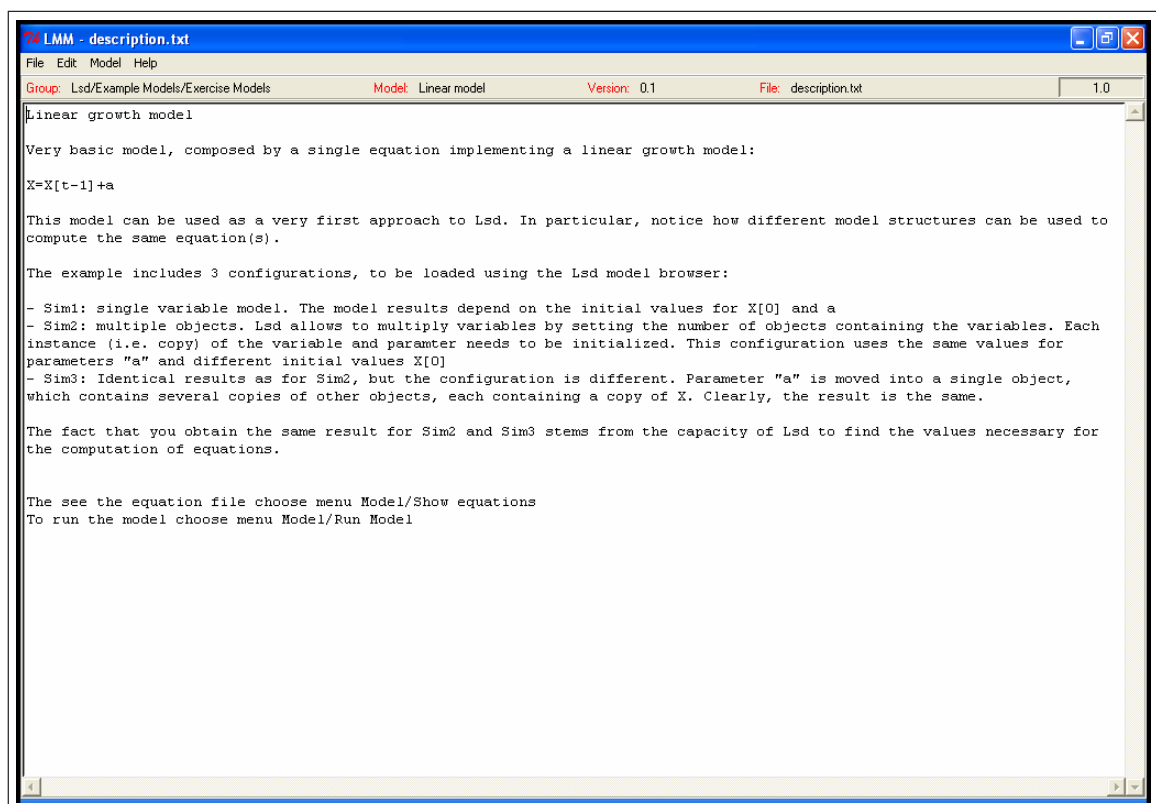 LMM - description.txt
File Edit Model Help
Group: Lsd/Example Models/Exercise Models Model: Linear model Version: 0.1 File: description.txt 1.0
Linear growth model
Very basic model, composed by a single equation implementing a linear growth model:
X=X[t-1]+a
This model can be used as a very first approach to Lsd. In particular, notice how different model structures can be used to
compute the same equation(s).
The example includes 3 configurations, to be loaded using the Lsd model browser:
- Sim1: single variable model. The model results depend on the initial values for X[0] and a
- Sim2: multiple objects. Lsd allows to multiply variables by setting the number of objects containing the variables. Each
instance (i.e. copy) of the variable and paramter needs to be initialized. This configuration uses the same values for
parameters "a" and different initial values X[0]
- Sim3: Identical results as for Sim2, but the configuration is different. Parameter "a" is moved into a single object,
which contains several copies of other objects, each containing a copy of X. Clearly, the result is the same.
The fact that you obtain the same result for Sim2 and Sim3 stems from the capacity of Lsd to find the values necessary for
the computation of equations.
The see the equation file choose menu Model/Show equations
To run the model choose menu Model/Run Model